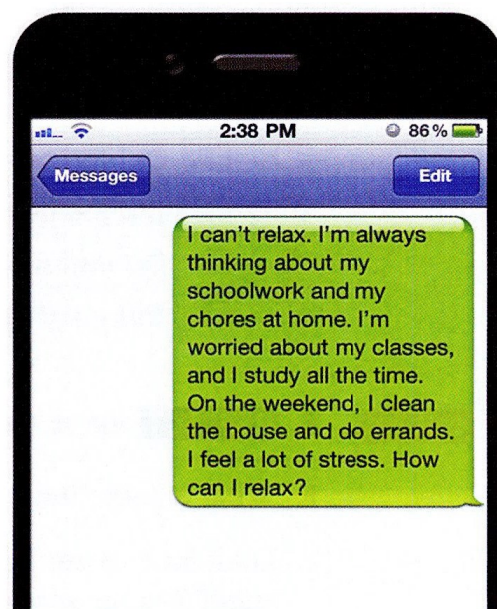 2:38 PM 86%
Messages Edit
I can't relax. I'm always
thinking about my
schoolwork and my
chores at home. I'm
worried about my classes,
and I study all the time.
On the weekend, I clean
the house and do errands.
I feel a lot of stress. How
can I relax?